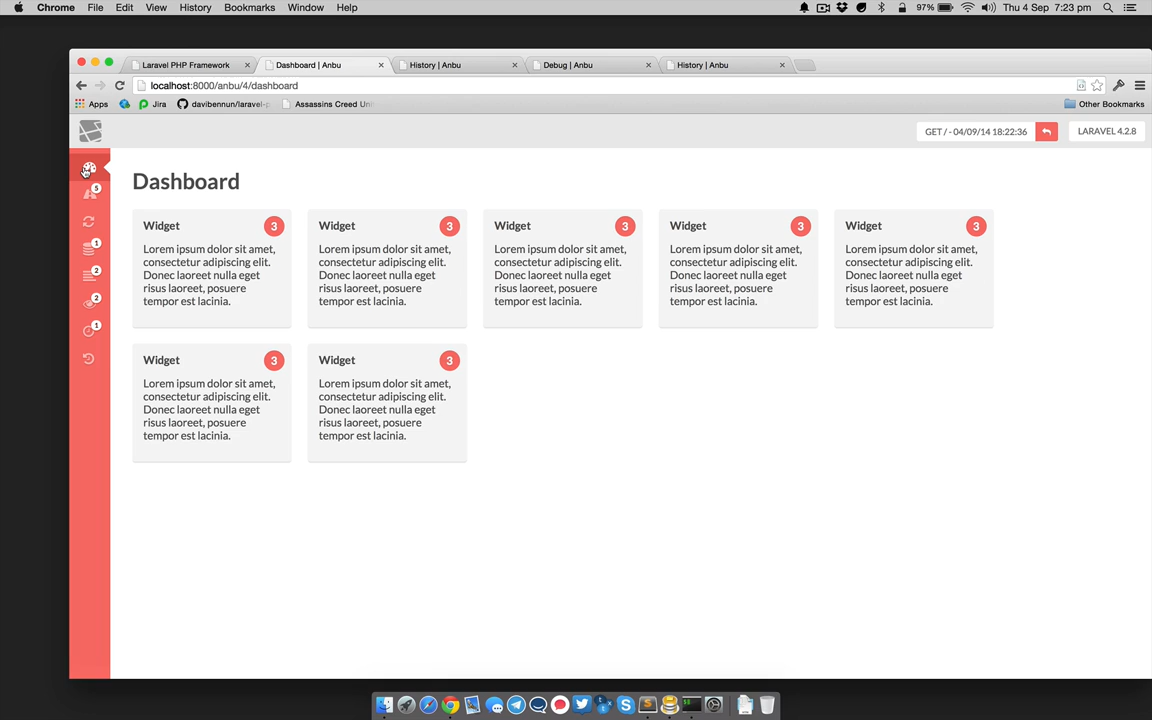 Chrome File Edit View History Bookmarks Window Help 97% Thu 4 Sep 7:23 pm
Laravel PHP Framework Dashboard | Anbu History | Anbu Debug | Anbu History | Anbu
localhost:8000/anbu/4/dashboard
Apps Jira davibennun/laravel-p Assassins Creed Uni Other Bookmarks
GET / - 04/09/14 18:22:36 LARAVEL 4.2.8
5
1
2
2
1
Dashboard
Widget 3
Lorem ipsum dolor sit amet,
consectetur adipiscing elit.
Donec laoreet nulla eget
risus laoreet, posuere
tempor est lacinia.
Widget 3
Lorem ipsum dolor sit amet,
consectetur adipiscing elit.
Donec laoreet nulla eget
risus laoreet, posuere
tempor est lacinia.
Widget 3
Lorem ipsum dolor sit amet,
consectetur adipiscing elit.
Donec laoreet nulla eget
risus laoreet, posuere
tempor est lacinia.
Widget 3
Lorem ipsum dolor sit amet,
consectetur adipiscing elit.
Donec laoreet nulla eget
risus laoreet, posuere
tempor est lacinia.
Widget 3
Lorem ipsum dolor sit amet,
consectetur adipiscing elit.
Donec laoreet nulla eget
risus laoreet, posuere
tempor est lacinia.
Widget 3
Lorem ipsum dolor sit amet,
consectetur adipiscing elit.
Donec laoreet nulla eget
risus laoreet, posuere
tempor est lacinia.
Widget 3
Lorem ipsum dolor sit amet,
consectetur adipiscing elit.
Donec laoreet nulla eget
risus laoreet, posuere
tempor est lacinia.